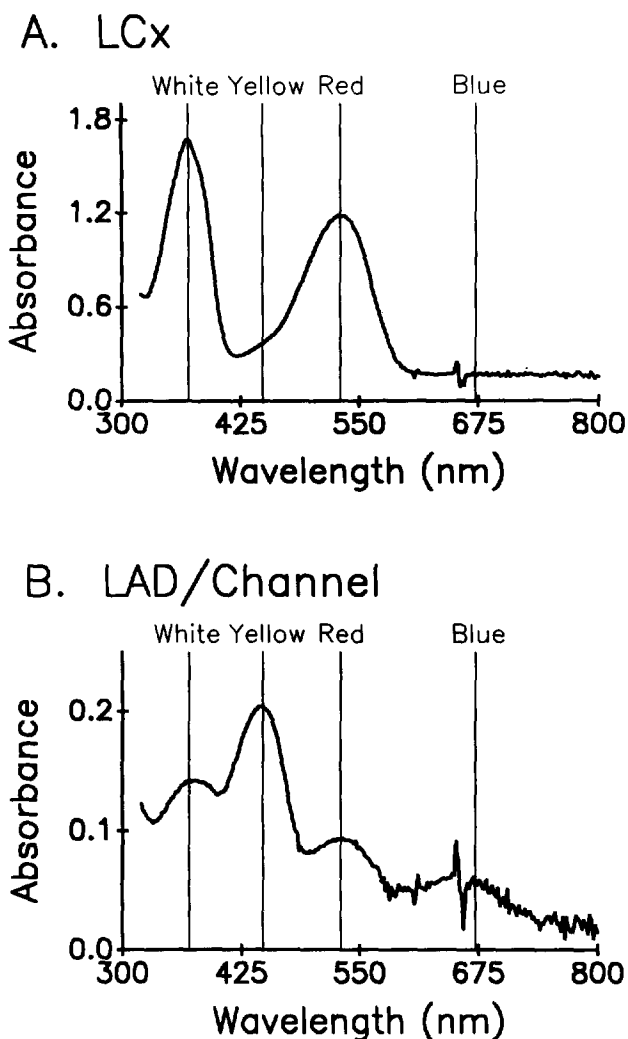 A. LCx
White Yellow Red Blue
1.8
1.2
0.6
0.0
Absorbance
300 425 550 675 800
Wavelength (nm)
B. LAD/Channel
White Yellow Red Blue
0.2
0.1
0.0
Absorbance
300 425 550 675 800
Wavelength (nm)